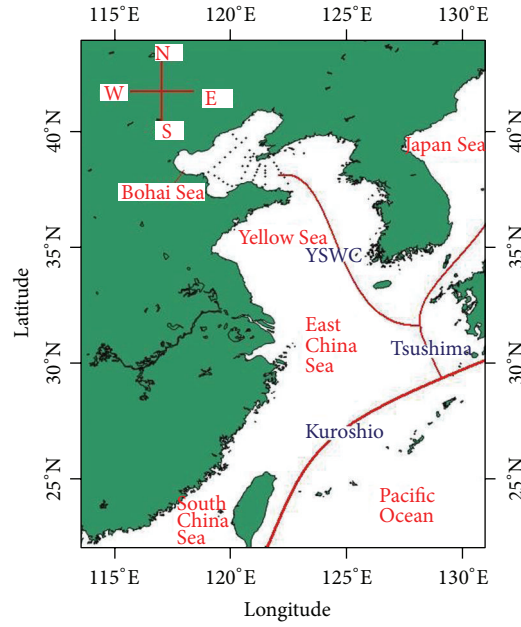 115°E 120°E 125°E 130°E
N
W
E
S
40°N
Japan Sea
Bohai Sea
Yellow Sea
YSWC
35°N
Latitude
East
China
Sea
Tsushima
30°N
Kuroshio
25°N
South
China
Sea
Pacific
Ocean
115°E 120°E 125°E 130°E
Longitude
40°N
35°N
30°N
25°N